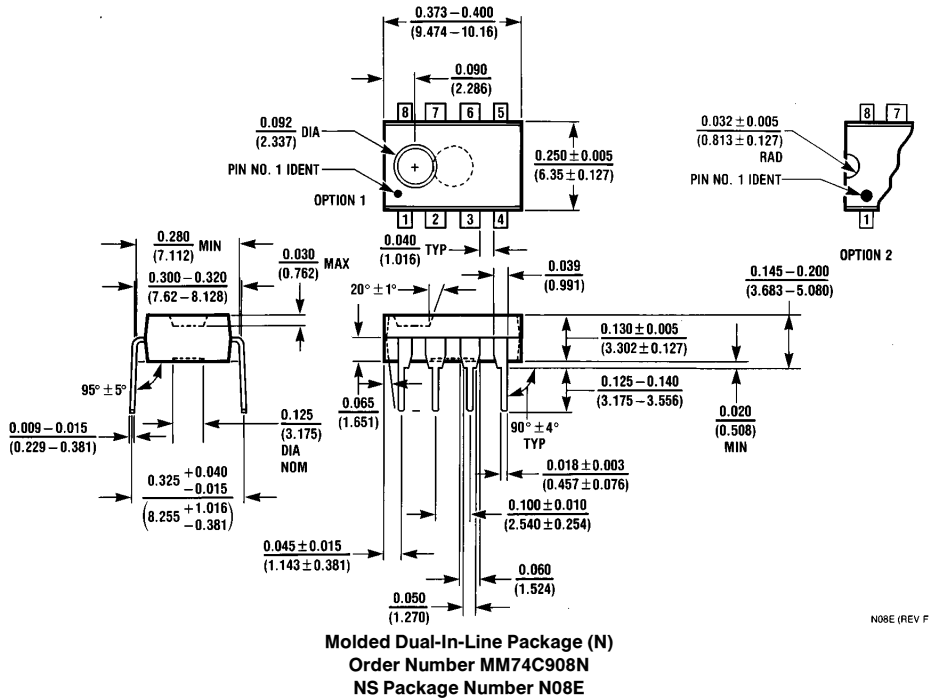 0.373 – 0.400
(9.474 – 10.16)
0.090
(2.286)
8 7 6 5
0.092 DIA
(2.337)
PIN NO. 1 IDENT
OPTION 1
1 2 3 4
0.250 ± 0.005
(6.35 ± 0.127)
0.032 ± 0.005
(0.813 ± 0.127)
RAD
PIN NO. 1 IDENT
8 7
1
OPTION 2
0.280 MIN
(7.112)
0.300 – 0.320
(7.62 – 8.128)
0.030 MAX
(0.762)
0.040 TYP
(1.016)
0.039
(0.991)
20° ± 1°
0.145 – 0.200
(3.683 – 5.080)
0.130 ± 0.005
(3.302 ± 0.127)
0.125 – 0.140
(3.175 – 3.556)
0.020
(0.508)
MIN
95° ± 5°
0.065
(1.651)
90° ± 4°
TYP
0.009 – 0.015
(0.229 – 0.381)
0.125
(3.175)
DIA
NOM
0.325 +0.040
–0.015
(8.255 +1.016
–0.381)
0.018 ± 0.003
(0.457 ± 0.076)
0.100 ± 0.010
(2.540 ± 0.254)
0.045 ± 0.015
(1.143 ± 0.381)
0.060
(1.524)
0.050
(1.270)
N08E (REV F
Molded Dual-In-Line Package (N)
Order Number MM74C908N
NS Package Number N08E